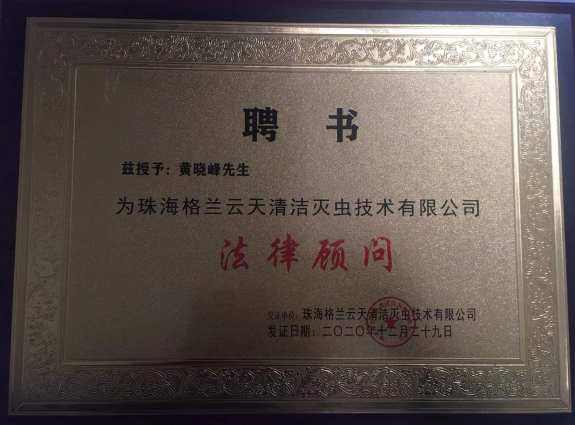 聘书
兹授予：黄晓峰先生
为珠海格兰云天清洁灭虫技术有限公司
法律顾问
发证单位：珠海格兰云天清洁灭虫技术有限公司
发证日期：二〇二〇年十二月二十九日